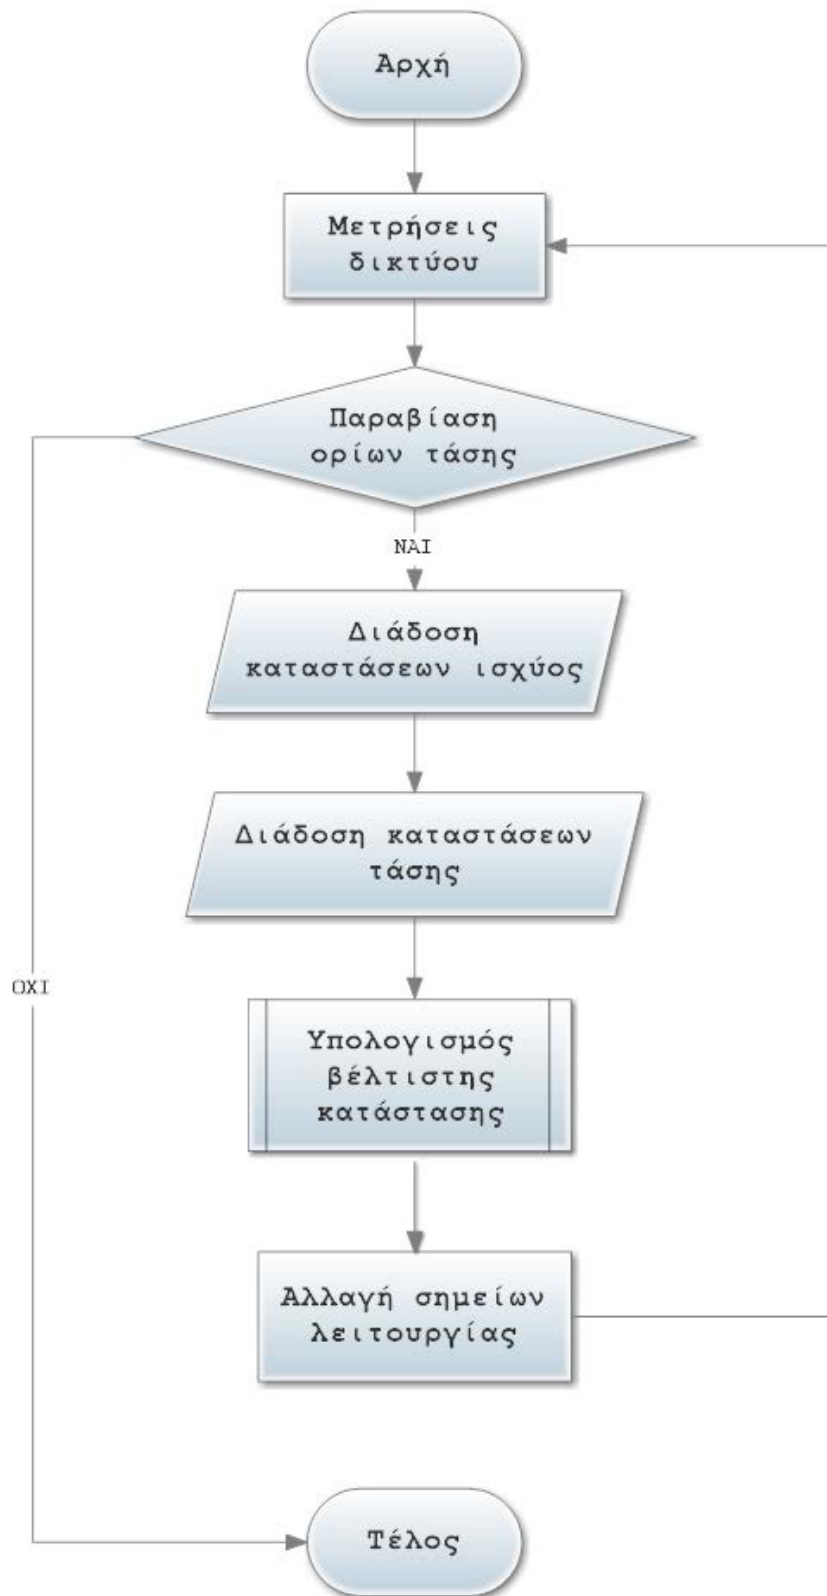 Αρχή
Μετρήσεις
δικτύου
Παραβίαση
ορίων τάσης
ΝΑΙ
Διάδοση
καταστάσεων ισχύος
Διάδοση καταστάσεων
τάσης
ΟΧΙ
Υπολογισμός
βέλτιστης
κατάστασης
Αλλαγή σημείων
λειτουργίας
Τέλος